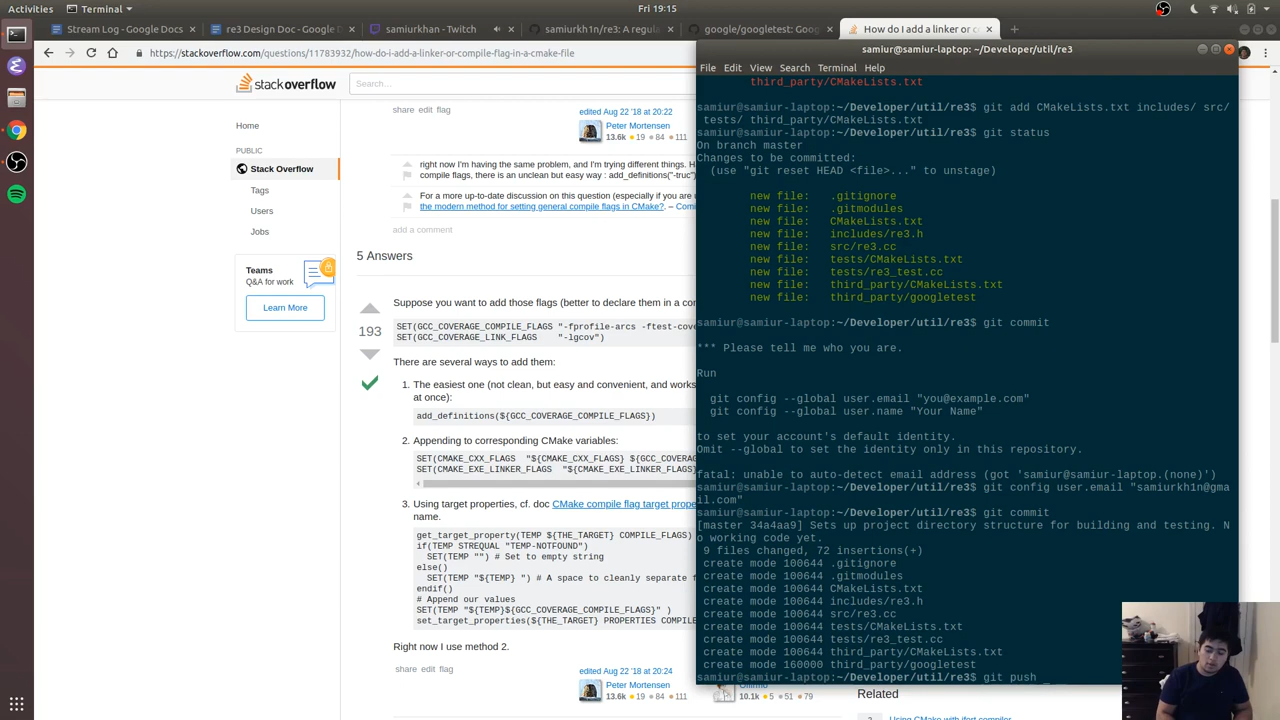 Stream Log - Google Docs
re3 Design Doc - Google
samiurkhan - Twitch
samiurkh1n/re3: A regula
google/googletest: Goog
How do I add a linker or co
samiur@samiur-laptop: ~/Developer/util/re3
https://stackoverflow.com/questions/11783932/how-do-i-add-a-linker-or-compile-flag-in-a-cmake-file
File Edit View Search Terminal Help
stackoverflow
Search…
Home
PUBLIC
Stack Overflow
Tags
Users
Jobs
Teams
Q&A for work
Learn More
share edit flag
edited Aug 22 '18 at 20:22
Peter Mortensen
13.6k 19 84 111
right now I'm having the same problem, and I'm trying different things. H
compile flags, there is an unclear but easy way : add_definitions("-truc")
For a more up-to-date discussion on this question (especially if you are
the modern method for setting general compile flags in CMake?. – Com
add a comment
5 Answers
193
Suppose you want to add those flags (better to declare them in a con
SET(GCC_COVERAGE_COMPILE_FLAGS "-fprofile-arcs -ftest-cove
SET(GCC_COVERAGE_LINK_FLAGS    "-lgcov")
There are several ways to add them:
1. The easiest one (not clean, but easy and convenient, and works
at once):
add_definitions(${GCC_COVERAGE_COMPILE_FLAGS})
2. Appending to corresponding CMake variables:
SET(CMAKE_CXX_FLAGS  "${CMAKE_CXX_FLAGS} ${GCC_COVERAG
SET(CMAKE_EXE_LINKER_FLAGS  "${CMAKE_EXE_LINKER_FLAGS}
3. Using target properties, cf. doc CMake compile flag target prope
name.
get_target_property(TEMP ${THE_TARGET} COMPILE_FLAGS)
if(TEMP STREQUAL "TEMP-NOTFOUND")
  SET(TEMP "") # Set to empty string
else()
  SET(TEMP "${TEMP} ") # A space to cleanly separate f
endif()
# Append our values
SET(TEMP "${TEMP}${GCC_COVERAGE_COMPILE_FLAGS}" )
set_target_properties(${THE_TARGET} PROPERTIES COMPILE
Right now I use method 2.
share edit flag
edited Aug 22 '18 at 20:24
Peter Mortensen
13.6k 19 84 111
10.1k 5 51 79
Related
Using CMake with ifort compiler
third_party/CMakeLists.txt
samiur@samiur-laptop:~/Developer/util/re3$ git add CMakeLists.txt includes/ src/
 tests/ third_party/CMakeLists.txt
samiur@samiur-laptop:~/Developer/util/re3$ git status
On branch master
Changes to be committed:
  (use "git reset HEAD <file>..." to unstage)
new file:   .gitignore
new file:   .gitmodules
new file:   CMakeLists.txt
new file:   includes/re3.h
new file:   src/re3.cc
new file:   tests/CMakeLists.txt
new file:   tests/re3_test.cc
new file:   third_party/CMakeLists.txt
new file:   third_party/googletest
samiur@samiur-laptop:~/Developer/util/re3$ git commit
*** Please tell me who you are.
Run
  git config --global user.email "you@example.com"
  git config --global user.name "Your Name"
to set your account's default identity.
Omit --global to set the identity only in this repository.
fatal: unable to auto-detect email address (got 'samiur@samiur-laptop.(none)')
samiur@samiur-laptop:~/Developer/util/re3$ git config user.email "samiurkh1n@gma
il.com"
samiur@samiur-laptop:~/Developer/util/re3$ git commit
[master 34a4aa9] Sets up project directory structure for building and testing. N
o working code yet.
 9 files changed, 72 insertions(+)
 create mode 100644 .gitignore
 create mode 100644 .gitmodules
 create mode 100644 CMakeLists.txt
 create mode 100644 includes/re3.h
 create mode 100644 src/re3.cc
 create mode 100644 tests/CMakeLists.txt
 create mode 100644 tests/re3_test.cc
 create mode 100644 third_party/CMakeLists.txt
 create mode 160000 third_party/googletest
samiur@samiur-laptop:~/Developer/util/re3$ git push